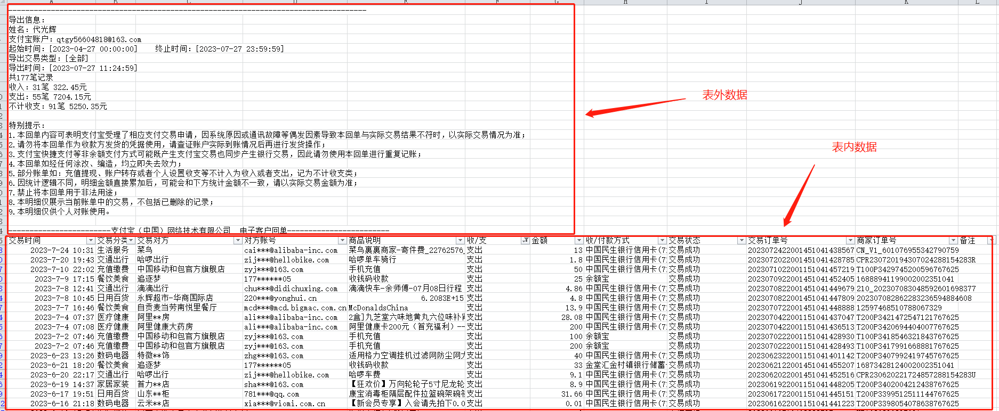 A B C D E F G H I J K L
--------------------------------------------------------------------------------
导出信息:
姓名: 代光辉
支付宝账户: qtgy56604818@163.com
起始时间: [2023-04-27 00:00:00]    终止时间: [2023-07-27 23:59:59]
导出交易类型: [全部]
导出时间: [2023-07-27 11:24:59]
共177笔记录
收入: 31笔 322.45元
支出: 55笔 7204.15元
不计收支: 91笔 5250.35元
表外数据
特别提示:
1.本回单内容可表明支付宝受理了相应支付交易申请, 因系统原因或通讯故障等偶发因素导致本回单与实际交易结果不符时, 以实际交易情况为准;
2.请勿将本回单作为收款方发货的凭据使用, 请查证账户实际到账情况后再进行发货操作;
3.支付宝快捷支付等非余额支付方式可能既产生支付宝交易也同步产生银行交易, 因此请勿使用本回单进行重复记账;
4.本回单如经任何涂改、编造, 均立即失去效力;
5.部分账单如: 充值提现、账户转存或者个人设置收支等不计入为收入或者支出, 记为不计收支类;
6.因统计逻辑不同, 明细金额直接累加后, 可能会和下方统计金额不一致, 请以实际交易金额为准;
7.禁止将本回单用于非法用途;
8.本明细仅展示当前账单中的交易, 不包括已删除的记录;
9.本明细仅供个人对账使用。
表内数据
------------------------支付宝（中国）网络技术有限公司  电子客户回单------------------------
交易时间 交易分类 交易对方 对方账号 商品说明 收/支 金额 收/付款方式 交易状态 交易订单号 商家订单号 备注
2023-7-24 10:31 生活服务 菜鸟 cai***@alibaba-inc.com 菜鸟裹裹商家-寄件费_22762576_ 支出 13 中国民生银行信用卡(7 交易成功 2023072422001451041438567 CN_V1_601076955342790759
2023-7-20 19:43 交通出行 哈啰出行 zij***@hellobike.com 哈啰单车骑行 支出 1.8 中国民生银行信用卡(7 交易成功 2023072022001451041428785 CPR230720194307024288154283R
2023-7-10 22:02 充值缴费 中国移动和包官方旗舰店 zyj***@163.com 手机充值 支出 50 中国民生银行信用卡(7 交易成功 2023071022001151041457219 T100P3429745200596767625
2023-7-9 17:15 餐饮美食 追逐梦 177******05 收钱码收款 支出 25 余额宝 交易成功 2023070922001451041452405 16888941199002002351041
2023-7-8 12:41 交通出行 滴滴出行 chu***@didichuxing.com 滴滴快车-余师傅-07月08日行程 支出 4.86 中国民生银行信用卡(7 交易成功 2023070822001451041449679 210_202307083048592601698377
2023-7-8 10:45 日用百货 永辉超市-华商国际店 220***@yonghui.cn 6.2083E+15 支出 4.8 中国民生银行信用卡(7 交易成功 2023070822001451041447809 2023070828622832236594884608
2023-7-7 16:46 餐饮美食 自贡麦当劳南悦里餐厅 mcd***@mcd.bigmac.com.cn McDonaldsChina 支出 13.9 中国民生银行信用卡(7 交易成功 2023070722001451041448888 12597468510788067329
2023-7-4 07:37 医疗健康 阿里**房 ali***@alibaba-inc.com 2盒]九芝堂六味地黄丸六位味补 支出 28.08 中国民生银行信用卡(7 交易成功 2023070422001151041437047 T200P3421472547121767625
2023-7-4 07:08 医疗健康 阿里健康大药房 ali***@alibaba-inc.com 阿里健康卡200元（首充福利）-- 支出 200 中国民生银行信用卡(7 交易成功 2023070422001151041436513 T200P3420694404007767625
2023-7-2 07:46 充值缴费 中国移动和包官方旗舰店 zyj***@163.com 手机充值 支出 100 余额宝 交易成功 2023070222001151041428930 T100P3418546321843767625
2023-7-2 07:46 充值缴费 中国移动和包官方旗舰店 zyj***@163.com 手机充值 支出 200 余额宝 交易成功 2023070222001151041428493 T100P3417991668881767625
2023-6-23 13:26 数码电器 特微**饰 zhg***@163.com 适用格力空调挂机过滤网防尘网 支出 40 中国民生银行信用卡(7 交易成功 2023062322001151041401142 T200P3407992419745767625
2023-6-21 18:20 餐饮美食 追逐梦 177******05 收钱码收款 支出 33 金堂汇金村镇银行储蓄 交易成功 2023062122001451041455207 16873428124002002351041
2023-6-20 22:17 交通出行 哈啰出行 zij***@hellobike.com 哈啰车费 支出 9.1 中国民生银行信用卡(7 交易成功 2023062022001451041452516 CPR230620221724857288154283U
2023-6-19 14:37 家居家装 首力**店 sha***@163.com 【狂欢价】万向轮轮子5寸尼龙轮 支出 8.9 中国民生银行信用卡(7 交易成功 2023061922001151041448205 T200P3402004212438767625
2023-6-17 19:51 日用百货 山东**柜 781***@qq.com 康宝消毒柜隔层配件拉篮碗架碗 支出 31.66 中国民生银行信用卡(7 交易成功 2023061722001151041445151 T200P3399512511144767625
2023-6-16 21:18 数码电器 云米**店 xia***@viomi.com.cn 【新会员专享】入会请先拍下0.0 支出 0.01 中国民生银行信用卡(7 交易成功 2023061622001151041441223 T200P3398054078638767625